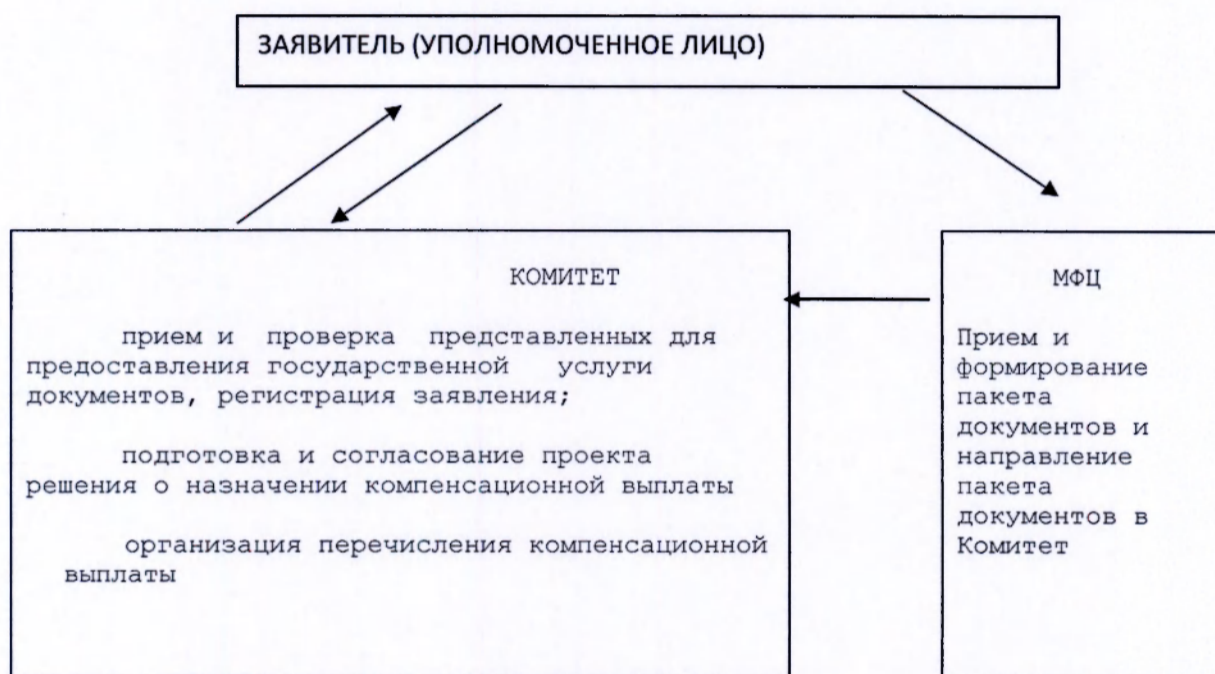 ЗАЯВИТЕЛЬ (УПОЛНОМОЧЕННОЕ ЛИЦО)
КОМИТЕТ
прием и проверка представленных для
предоставления государственной услуги
документов, регистрация заявления;
подготовка и согласование проекта
решения о назначении компенсационной выплаты
организация перечисления компенсационной
выплаты
МФЦ
Прием и
формирование
пакета
документов и
направление
пакета
документов в
Комитет